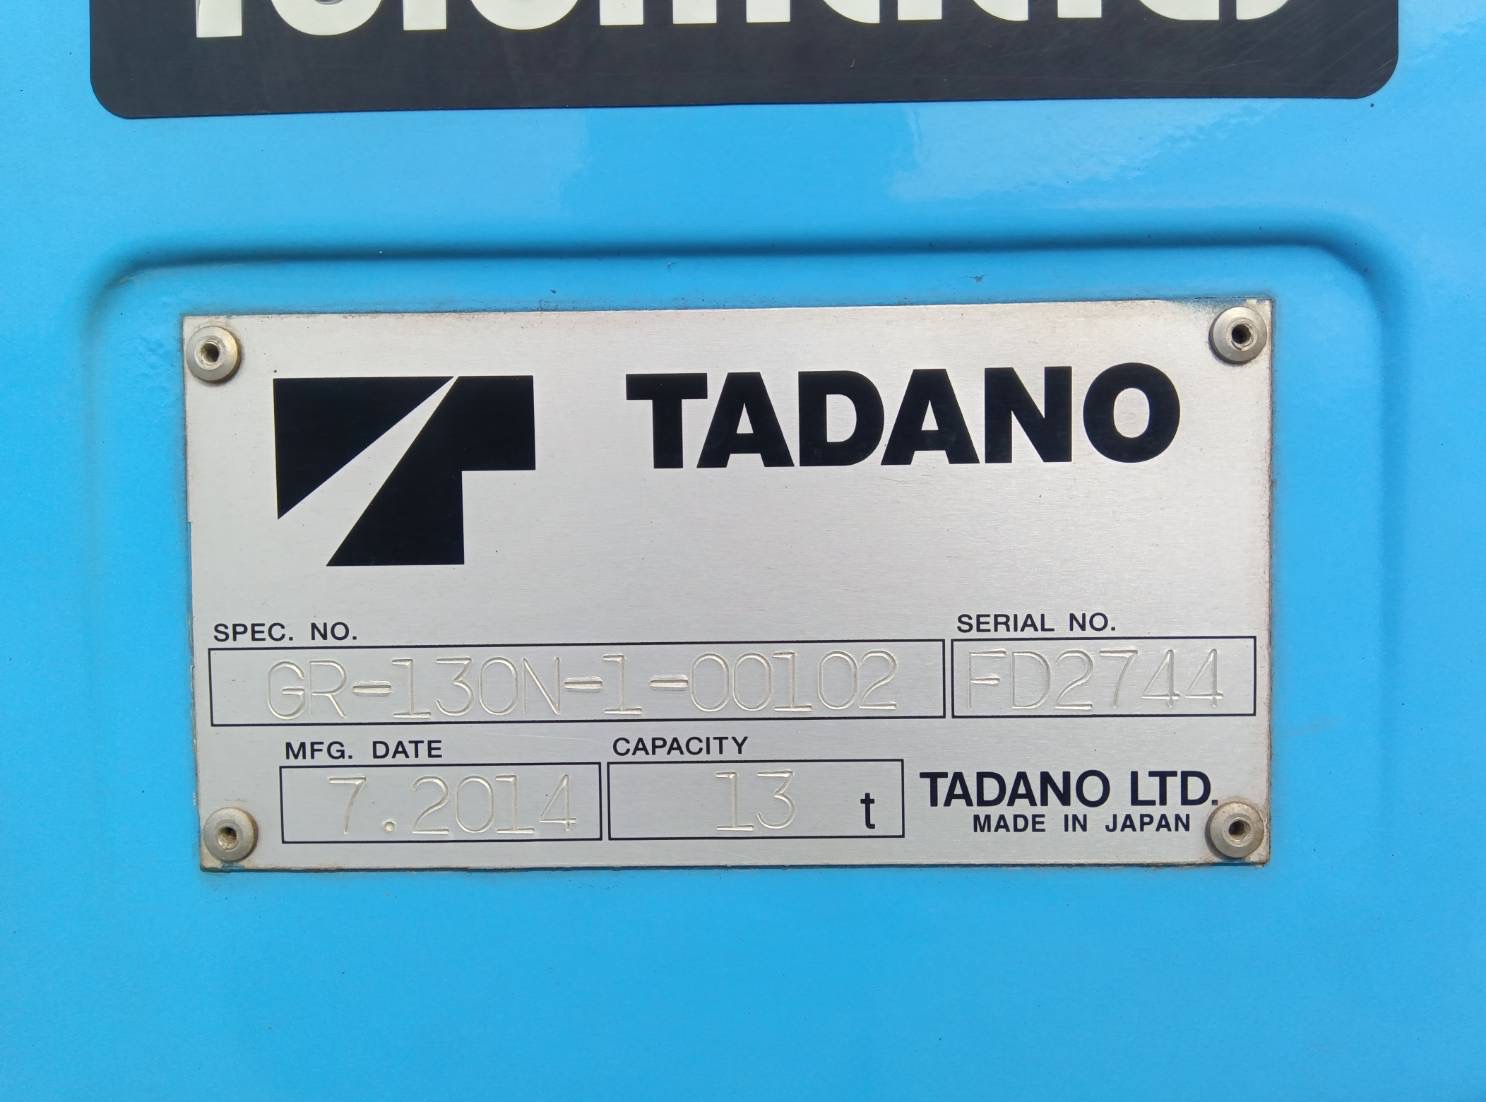 TADANO
SPEC. NO.
SERIAL NO.
GR-130N-1-00102
FD2744
MFG. DATE
CAPACITY
7.2014
13 t
TADANO LTD.
MADE IN JAPAN